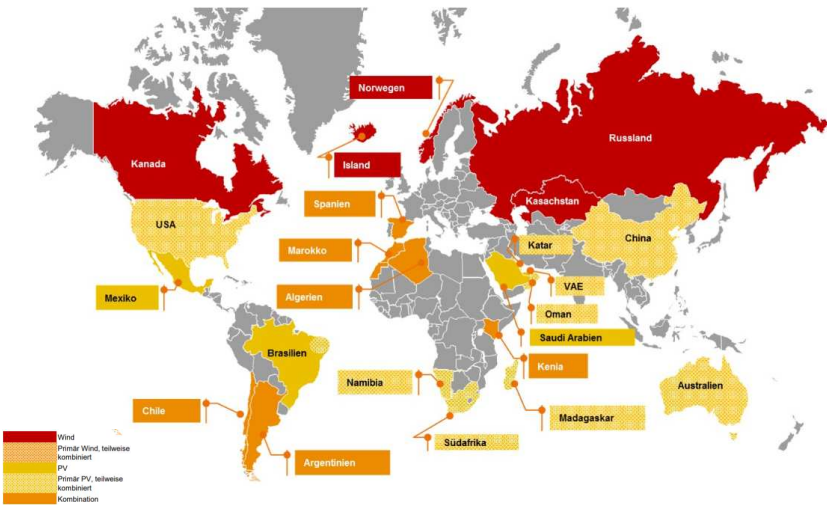 Norwegen
Russland
Kanada
Island
Kasachstan
Spanien
USA
China
Katar
Marokko
VAE
Algerien
Mexiko
Oman
Saudi Arabien
Brasilien
Kenia
Namibia
Australien
Chile
Madagaskar
Südafrika
Argentinien
Wind
Primär Wind, teilweise
kombiniert
PV
Primär PV, teilweise
kombiniert
Kombination